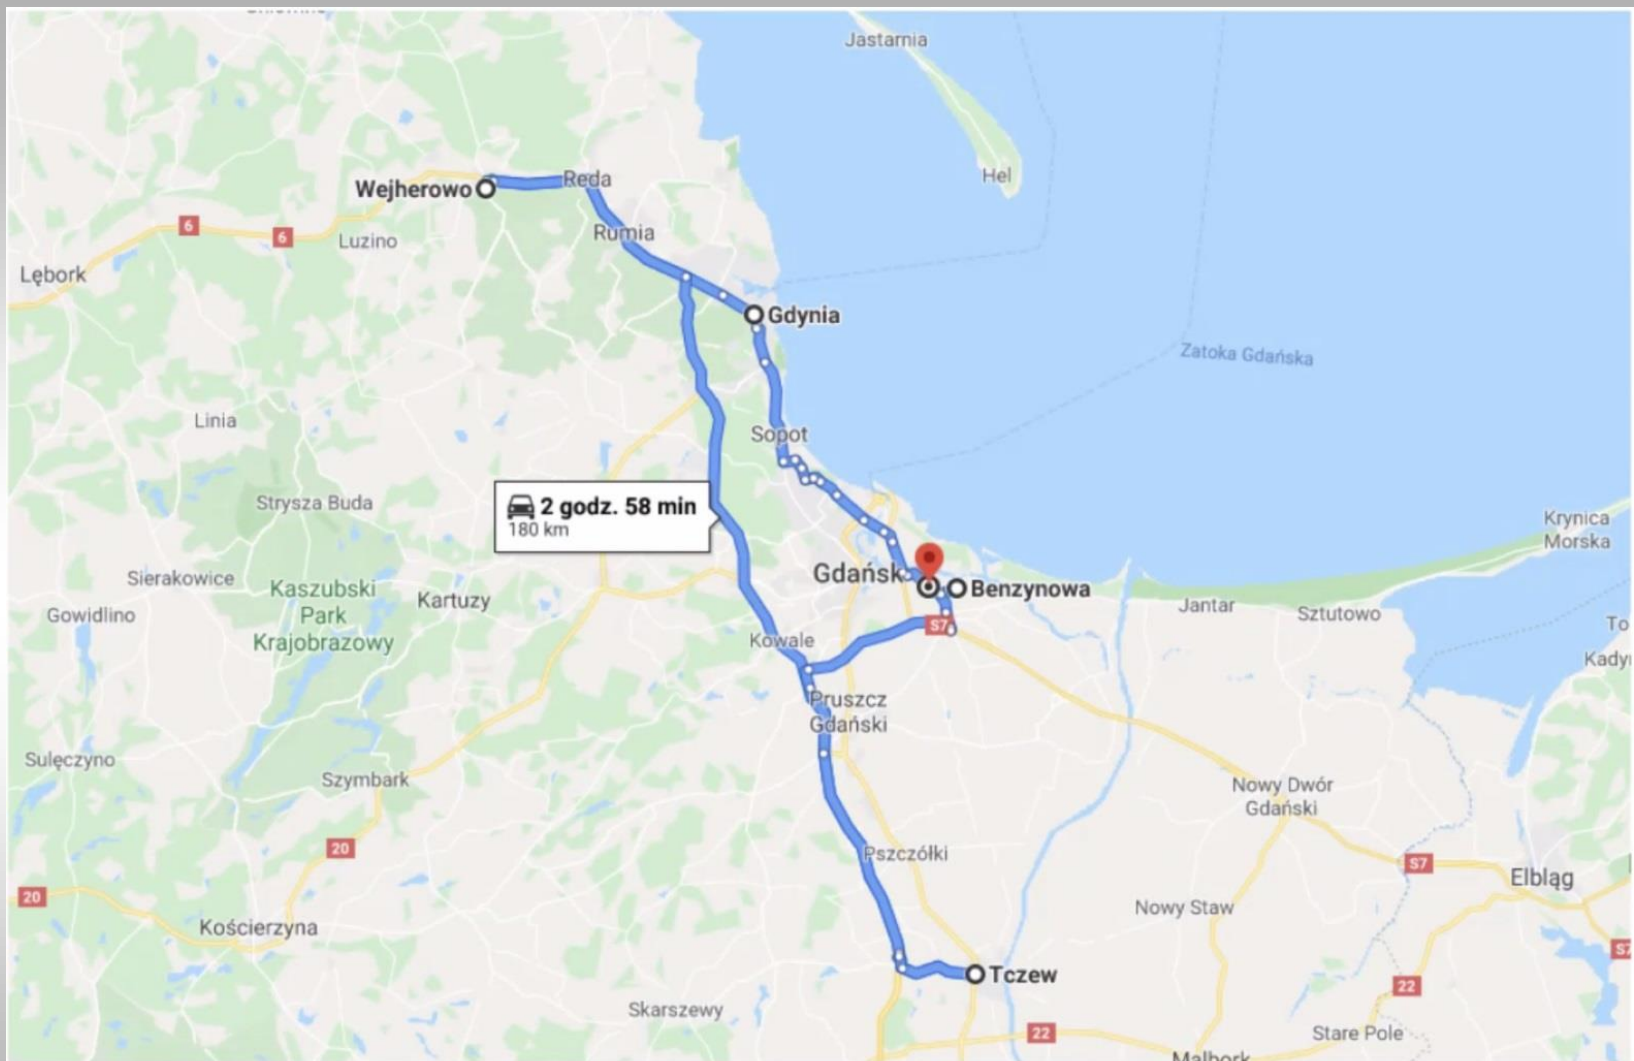 Jastarnia
Hel
Wejherowo
Reda
6
6
Luzino
Rumia
Lębork
Gdynia
Zatoka Gdańska
Linia
Sopot
2 godz. 58 min
180 km
Strysza Buda
Krynica
Morska
Sierakowice
Kaszubski
Park
Krajobrazowy
Kartuzy
Gdańsk
Benzynowa
Gowidlino
Jantar
Sztutowo
S7
Kowale
Pruszcz
Gdański
Sulęczyno
Szymbark
Nowy Dwór
Gdański
20
Pszczółki
S7
Elbląg
20
Kościerzyna
Nowy Staw
Tczew
22
Skarszewy
22
Stare Pole
Malbork